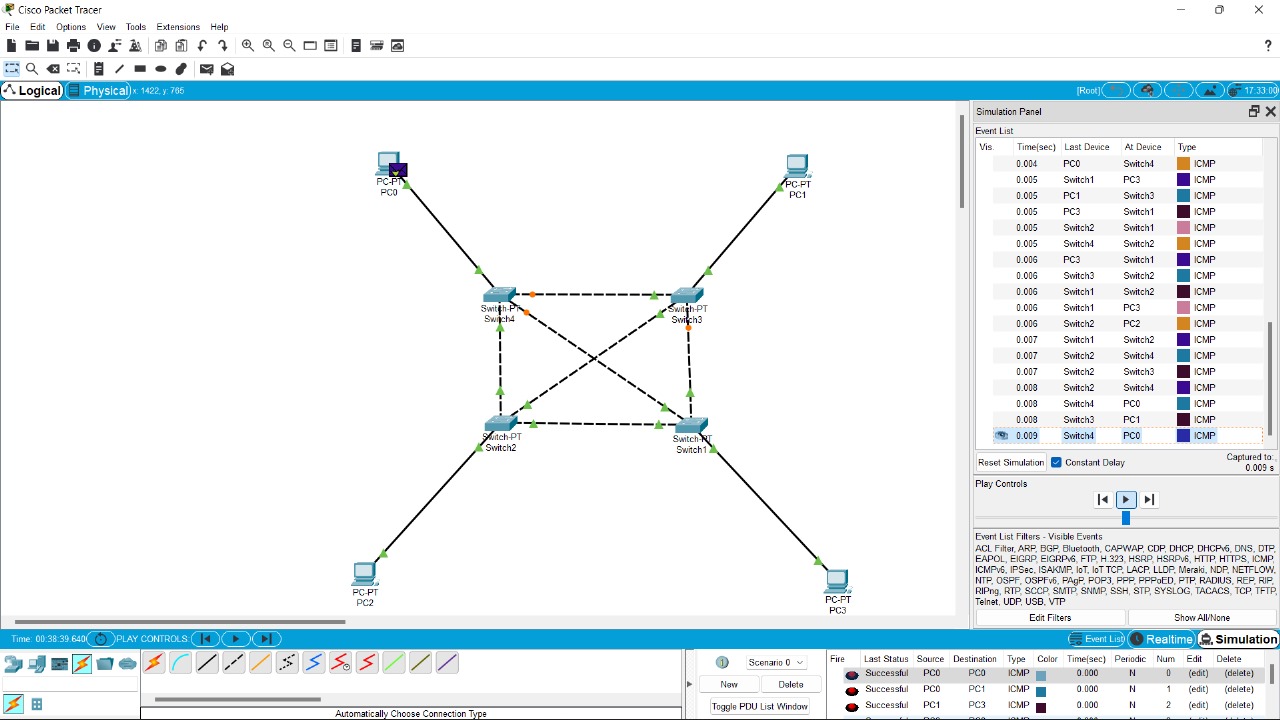 Cisco Packet Tracer
File Edit Options View Tools Extensions Help
Logical Physical x: 1422, y: 765 [Root] 17:33:00
PC-PT
PC0
PC-PT
PC1
Switch-PT
Switch4
Switch-PT
Switch3
Switch-PT
Switch2
Switch-PT
Switch1
PC-PT
PC2
PC-PT
PC3
Simulation Panel
Event List
Vis. Time(sec) Last Device At Device Type
0.004 PC0 Switch4 ICMP
0.005 Switch1 PC3 ICMP
0.005 PC1 Switch3 ICMP
0.005 PC3 Switch1 ICMP
0.005 Switch2 Switch1 ICMP
0.005 Switch4 Switch2 ICMP
0.006 PC3 Switch1 ICMP
0.006 Switch3 Switch2 ICMP
0.006 Switch1 Switch2 ICMP
0.006 Switch1 PC3 ICMP
0.006 Switch2 PC2 ICMP
0.007 Switch1 Switch2 ICMP
0.007 Switch2 Switch4 ICMP
0.007 Switch2 Switch3 ICMP
0.008 Switch2 Switch4 ICMP
0.008 Switch4 PC0 ICMP
0.008 Switch3 PC1 ICMP
0.009 Switch4 PC0 ICMP
Reset Simulation Constant Delay Captured to:
0.009 s
Play Controls
Event List Filters - Visible Events
ACL Filter, ARP, BGP, Bluetooth, CAPWAP, CDP, DHCP, DHCPv6, DNS, DTP,
EAPOL, EIGRP, EIGRPv6, FTP, H.323, HSRP, HSRPv6, HTTP, HTTPS, ICMP,
ICMPv6, IPSec, ISAKMP, IoT, IoT TCP, LACP, LLDP, Meraki, NDP, NETFLOW,
NTP, OSPF, OSPFv6, PAgP, POP3, PPP, PPPoED, PTP, RADIUS, REP, RIP,
RIPng, RTP, SCCP, SMTP, SNMP, SSH, STP, SYSLOG, TACACS, TCP, TFTP,
Telnet, UDP, USB, VTP
Edit Filters Show All/None
Time: 00:38:39.640 PLAY CONTROLS: Event List Realtime Simulation
Scenario 0
New Delete
Toggle PDU List Window
Automatically Choose Connection Type
Fire Last Status Source Destination Type Color Time(sec) Periodic Num Edit Delete
Successful PC0 PC0 ICMP 0.000 N 0 (edit) (delete)
Successful PC0 PC1 ICMP 0.000 N 1 (edit) (delete)
Successful PC1 PC3 ICMP 0.000 N 2 (edit) (delete)